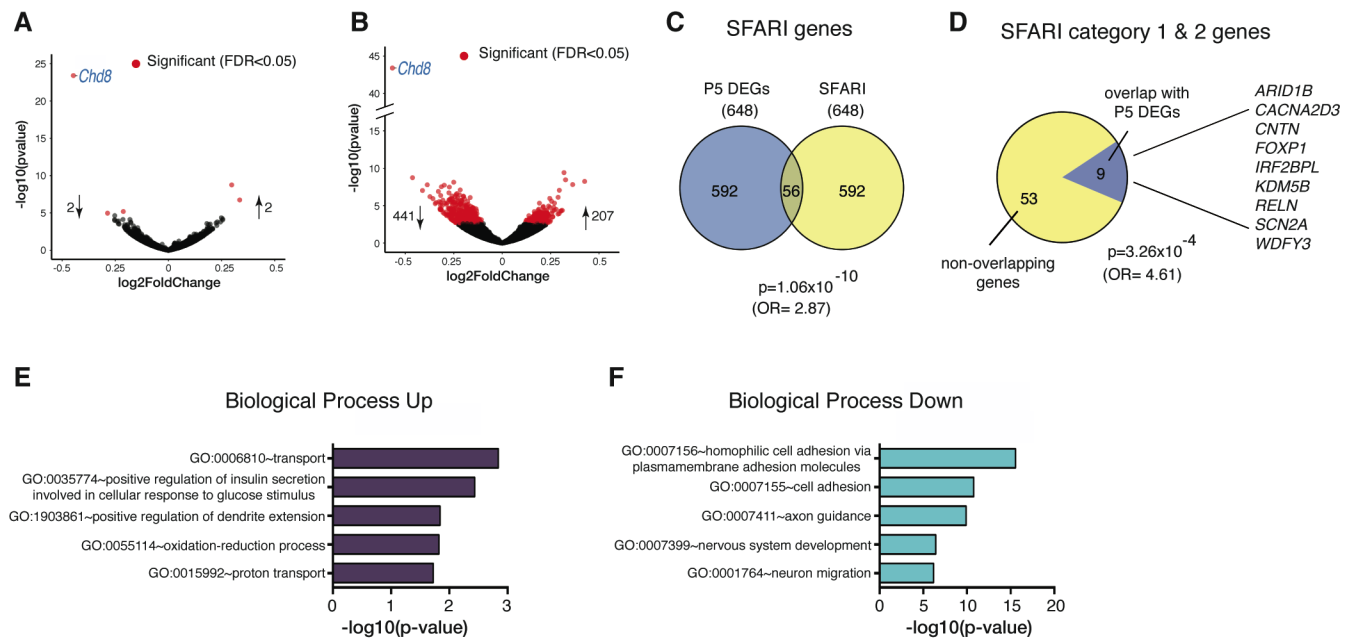 A
Significant (FDR<0.05)
Chd8
25
20
15
10
5
0
-log10(pvalue)
2
2
-0.5
0.25
0
0.25
0.5
log2FoldChange
B
Significant (FDR<0.05)
Chd8
45
40
15
10
5
0
-log10(pvalue)
441
207
-0.5
0.25
0
0.25
0.5
log2FoldChange
C
SFARI genes
P5 DEGs
(648)
SFARI
(648)
592
56
592
p=1.06x10-10
(OR= 2.87)
D
SFARI category 1 & 2 genes
overlap with
P5 DEGs
9
53
non-overlapping
genes
p=3.26x10-4
(OR= 4.61)
ARID1B
CACNA2D3
CNTN
FOXP1
IRF2BPL
KDM5B
RELN
SCN2A
WDFY3
E
Biological Process Up
GO:0006810~transport
GO:0035774~positive regulation of insulin secretion
involved in cellular response to glucose stimulus
GO:1903861~positive regulation of dendrite extension
GO:0055114~oxidation-reduction process
GO:0015992~proton transport
0
1
2
3
-log10(p-value)
F
Biological Process Down
GO:0007156~homophilic cell adhesion via
plasmamembrane adhesion molecules
GO:0007155~cell adhesion
GO:0007411~axon guidance
GO:0007399~nervous system development
GO:0001764~neuron migration
0
5
10
15
20
-log10(p-value)